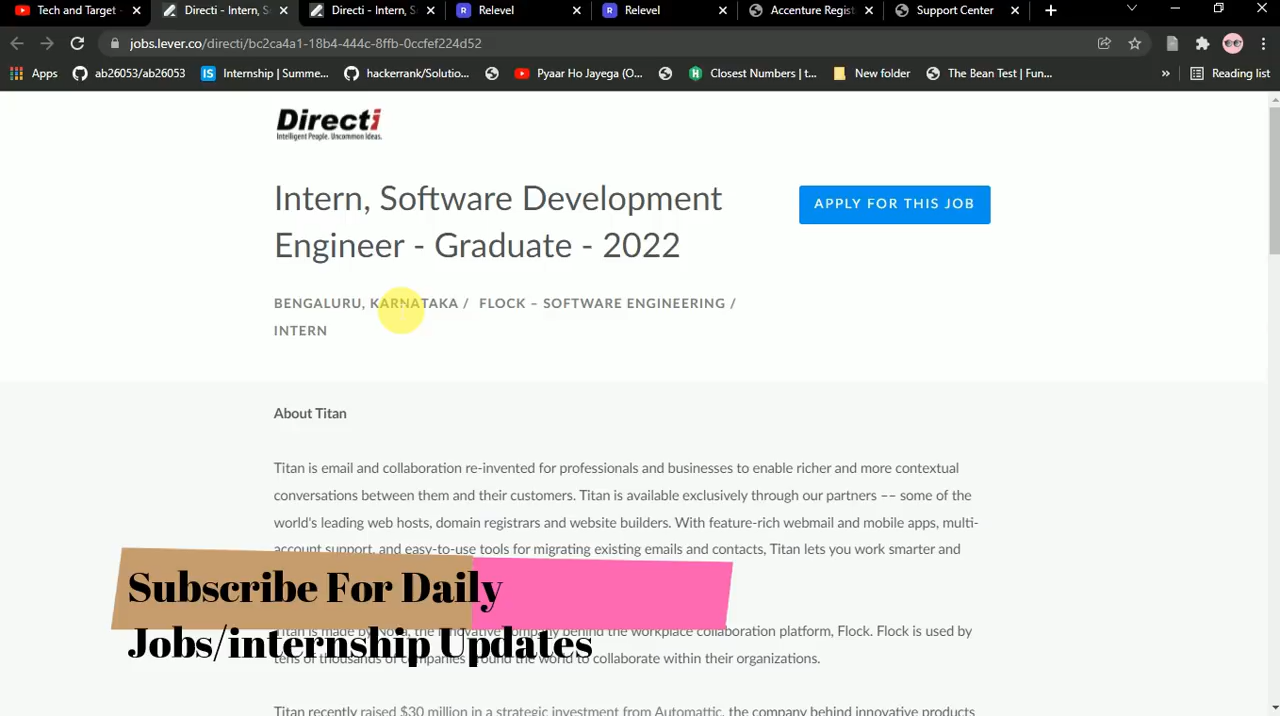 Tech and Target -
Directi - Intern, S
Directi - Intern, S
Relevel
Relevel
Accenture Regist
Support Center
jobs.lever.co/directi/bc2ca4a1-18b4-444c-8ffb-0ccfef224d52
Apps
ab26053/ab26053
Internship | Summe...
hackerrank/Solutio...
Pyaar Ho Jayega (O...
Closest Numbers | t...
New folder
The Bean Test | Fun...
»
Reading list
Directi
Intelligent People. Uncommon Ideas.
Intern, Software Development
Engineer - Graduate - 2022
APPLY FOR THIS JOB
BENGALURU, KARNATAKA / FLOCK – SOFTWARE ENGINEERING /
INTERN
About Titan
Titan is email and collaboration re-invented for professionals and businesses to enable richer and more contextual
conversations between them and their customers. Titan is available exclusively through our partners –– some of the
world's leading web hosts, domain registrars and website builders. With feature-rich webmail and mobile apps, multi-
account support, and easy-to-use tools for migrating existing emails and contacts, Titan lets you work smarter and
Subscribe For Daily
Jobs/internship Updates
Titan is made by Nova, the innovative company behind the workplace collaboration platform, Flock. Flock is used by
tens of thousands of companies around the world to collaborate within their organizations.
Titan recently raised $30 million in a strategic investment from Automattic, the company behind innovative products